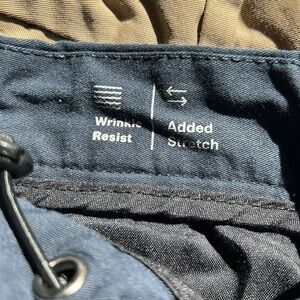 Wrinkle
Resist
Added
Stretch